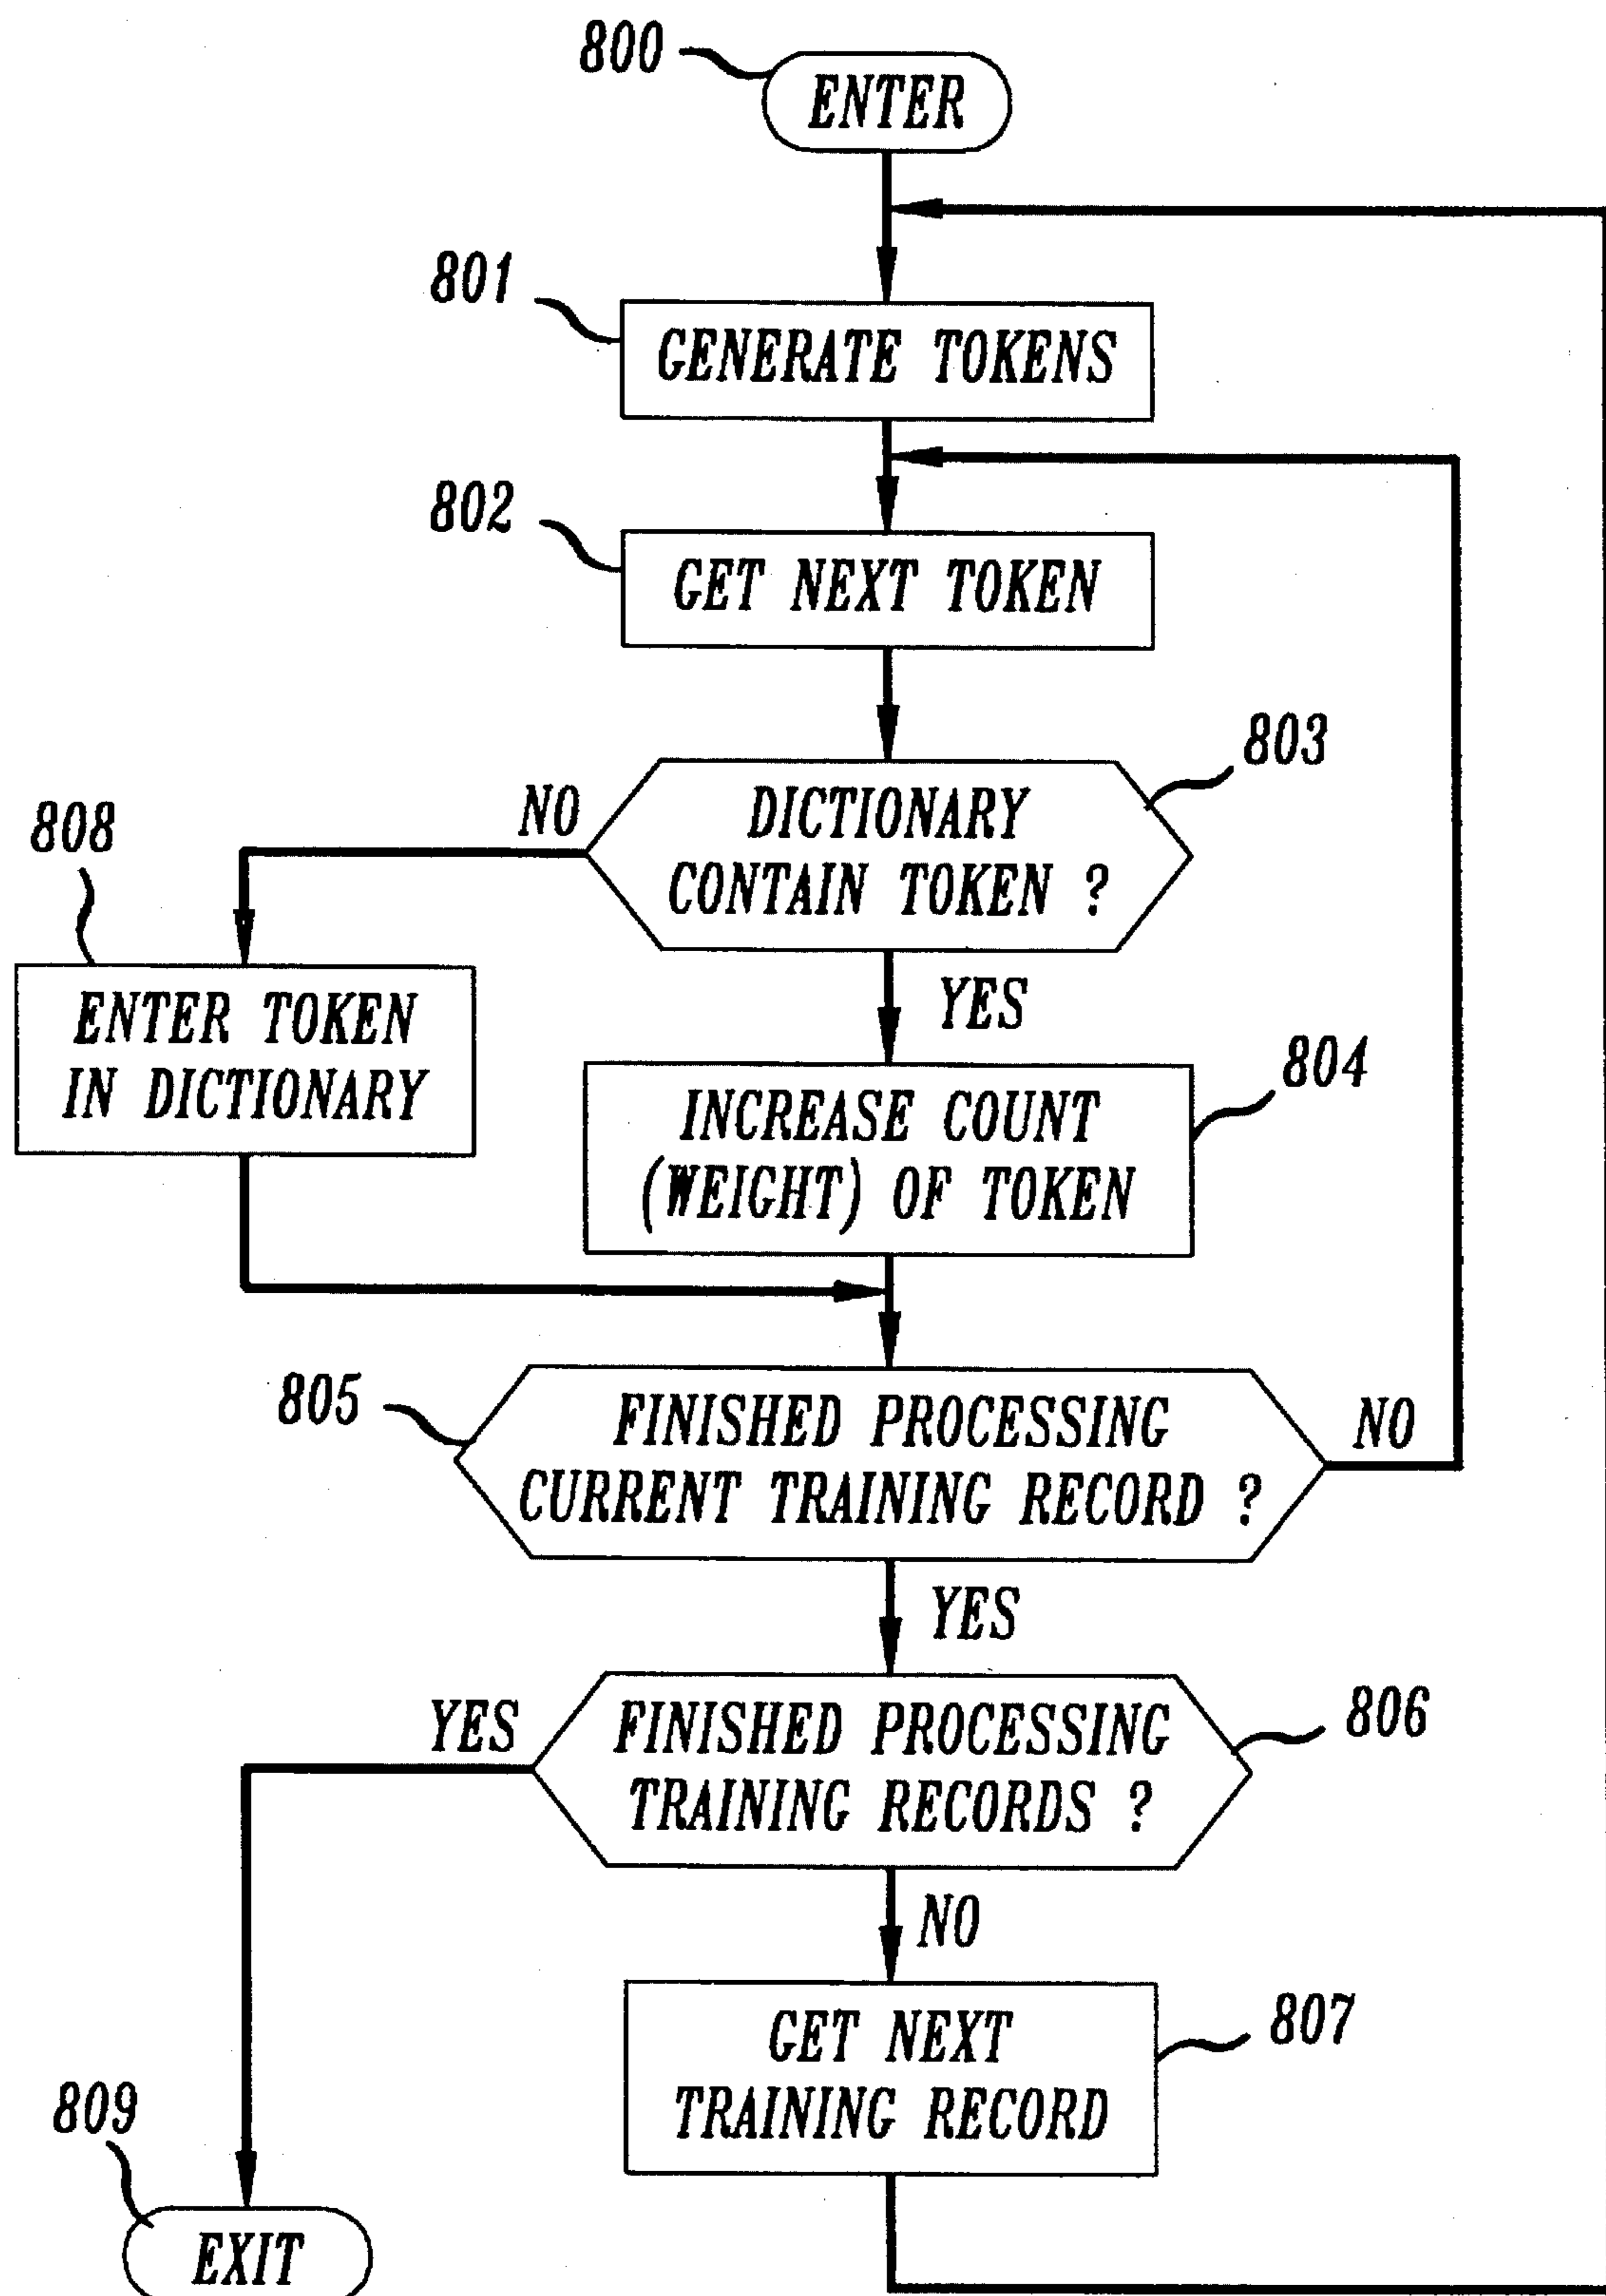 800
ENTER
801
GENERATE TOKENS
802
GET NEXT TOKEN
803
NO
DICTIONARY
CONTAIN TOKEN ?
808
YES
ENTER TOKEN
IN DICTIONARY
804
INCREASE COUNT
(WEIGHT) OF TOKEN
805
FINISHED PROCESSING
CURRENT TRAINING RECORD ?
NO
YES
806
YES
FINISHED PROCESSING
TRAINING RECORDS ?
NO
807
GET NEXT
TRAINING RECORD
809
EXIT